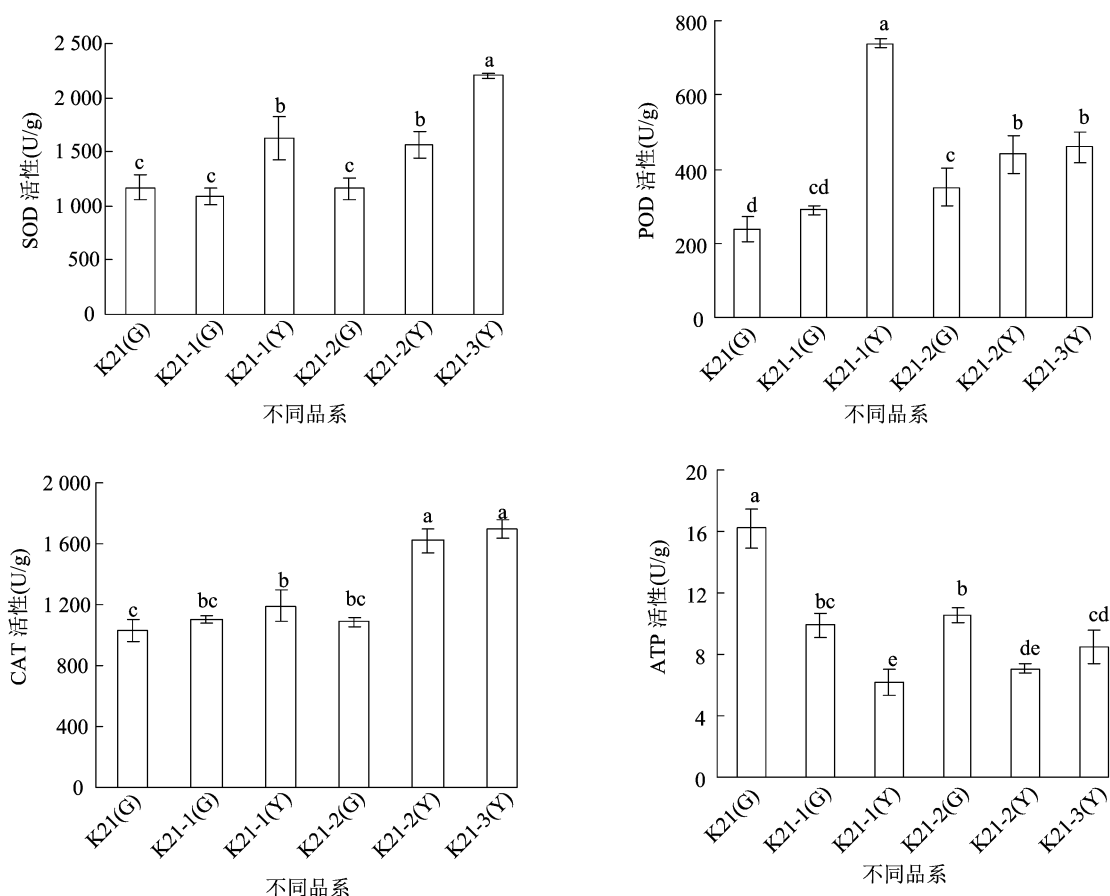 2 500
2 000
1 500
1 000
500
0
SOD 活性(U/g)
c
c
b
c
b
a
K21(G)
K21-1(G)
K21-1(Y)
K21-2(G)
K21-2(Y)
K21-3(Y)
不同品系
800
600
400
200
0
POD 活性(U/g)
d
cd
a
c
b
b
K21(G)
K21-1(G)
K21-1(Y)
K21-2(G)
K21-2(Y)
K21-3(Y)
不同品系
2 000
1 600
1 200
800
400
0
CAT 活性(U/g)
c
bc
b
bc
a
a
K21(G)
K21-1(G)
K21-1(Y)
K21-2(G)
K21-2(Y)
K21-3(Y)
不同品系
20
16
12
8
4
0
ATP 活性(U/g)
a
bc
e
b
de
cd
K21(G)
K21-1(G)
K21-1(Y)
K21-2(G)
K21-2(Y)
K21-3(Y)
不同品系